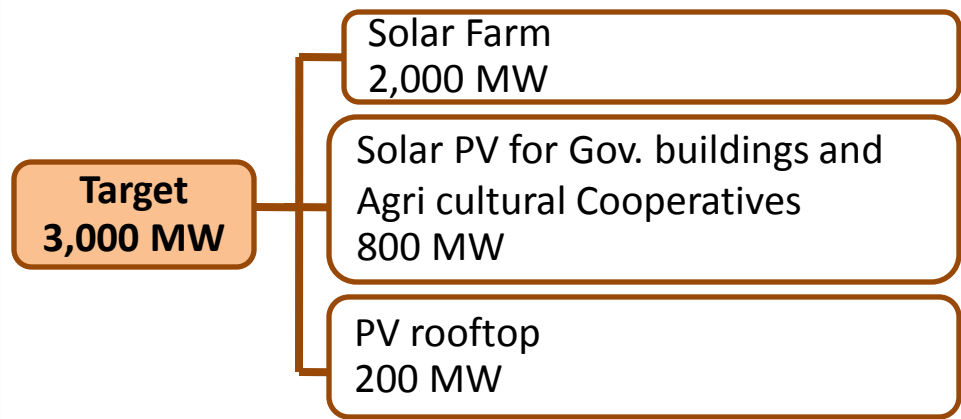 Solar Farm
2,000 MW
Solar PV for Gov. buildings and
Agri cultural Cooperatives
800 MW
Target
3,000 MW
PV rooftop
200 MW